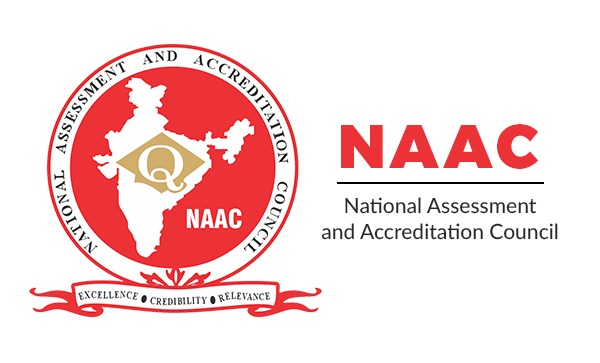 NATIONAL ASSESSMENT AND ACCREDITATION COUNCIL
Q
NAAC
EXCELLENCE ● CREDIBILITY ● RELEVANCE
NAAC
National Assessment
and Accreditation Council